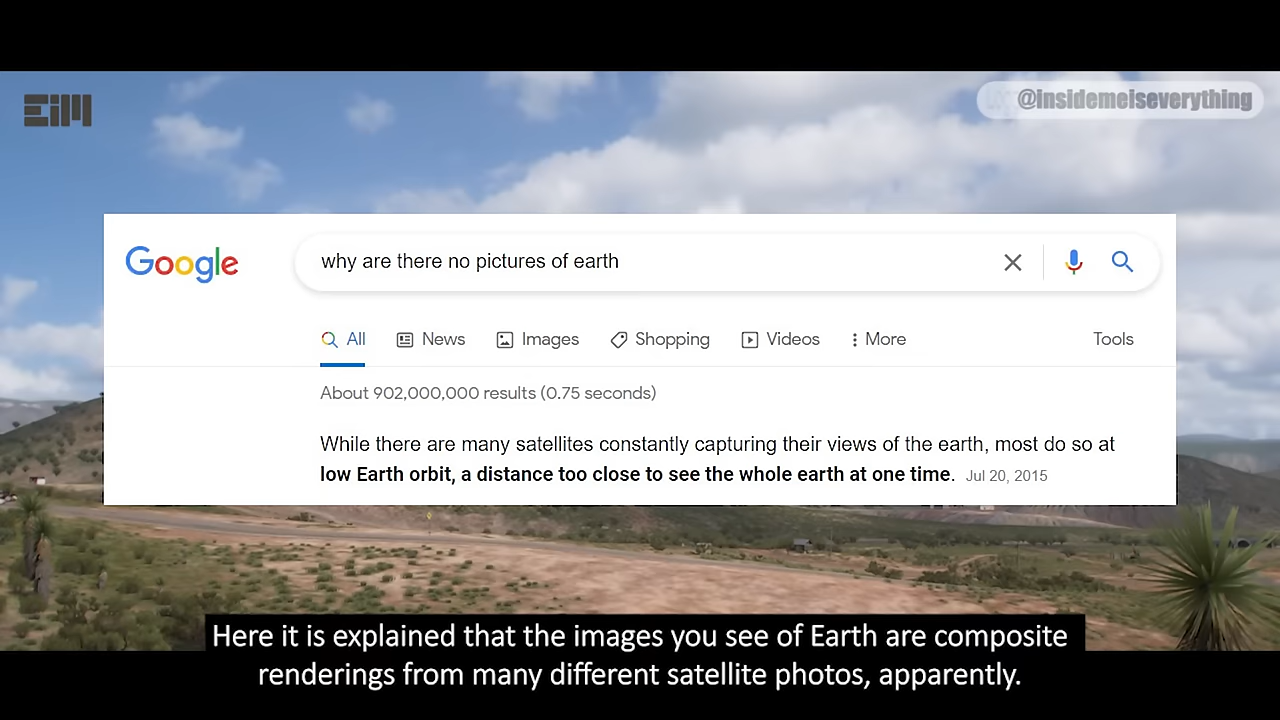 EiM
@Insidemeiseverything
Google
why are there no pictures of earth
All
News
Images
Shopping
Videos
More
Tools
About 902,000,000 results (0.75 seconds)
While there are many satellites constantly capturing their views of the earth, most do so at
low Earth orbit, a distance too close to see the whole earth at one time. Jul 20, 2015
Here it is explained that the images you see of Earth are composite
renderings from many different satellite photos, apparently.